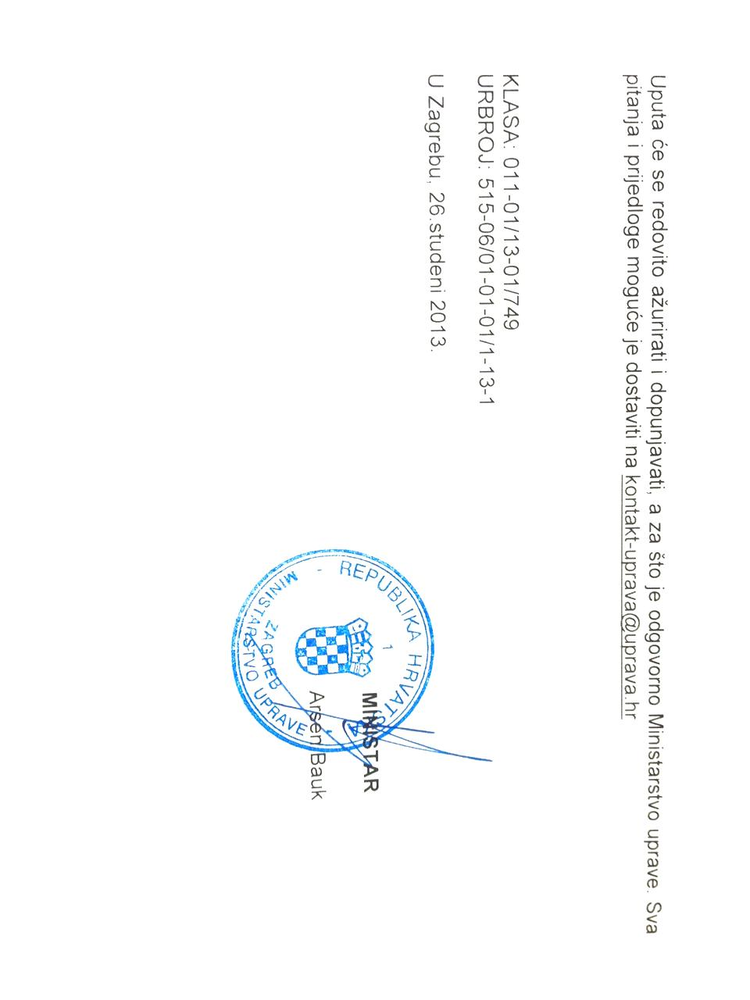 Uputa će se redovito ažurirati i dopunjavati, a za što je odgovorno Ministarstvo uprave. Sva
pitanja i prijedloge moguće je dostaviti na kontakt-uprava@uprava.hr
KLASA: 011-01/13-01/749
URBROJ: 515-06/01-01-01/1-13-1
U Zagrebu, 26.studeni 2013.
MINISTAR
Arsen Bauk
REPUBLIKA HRVATS
1
ZAGREB
MINISTARSTVO UPRAVE